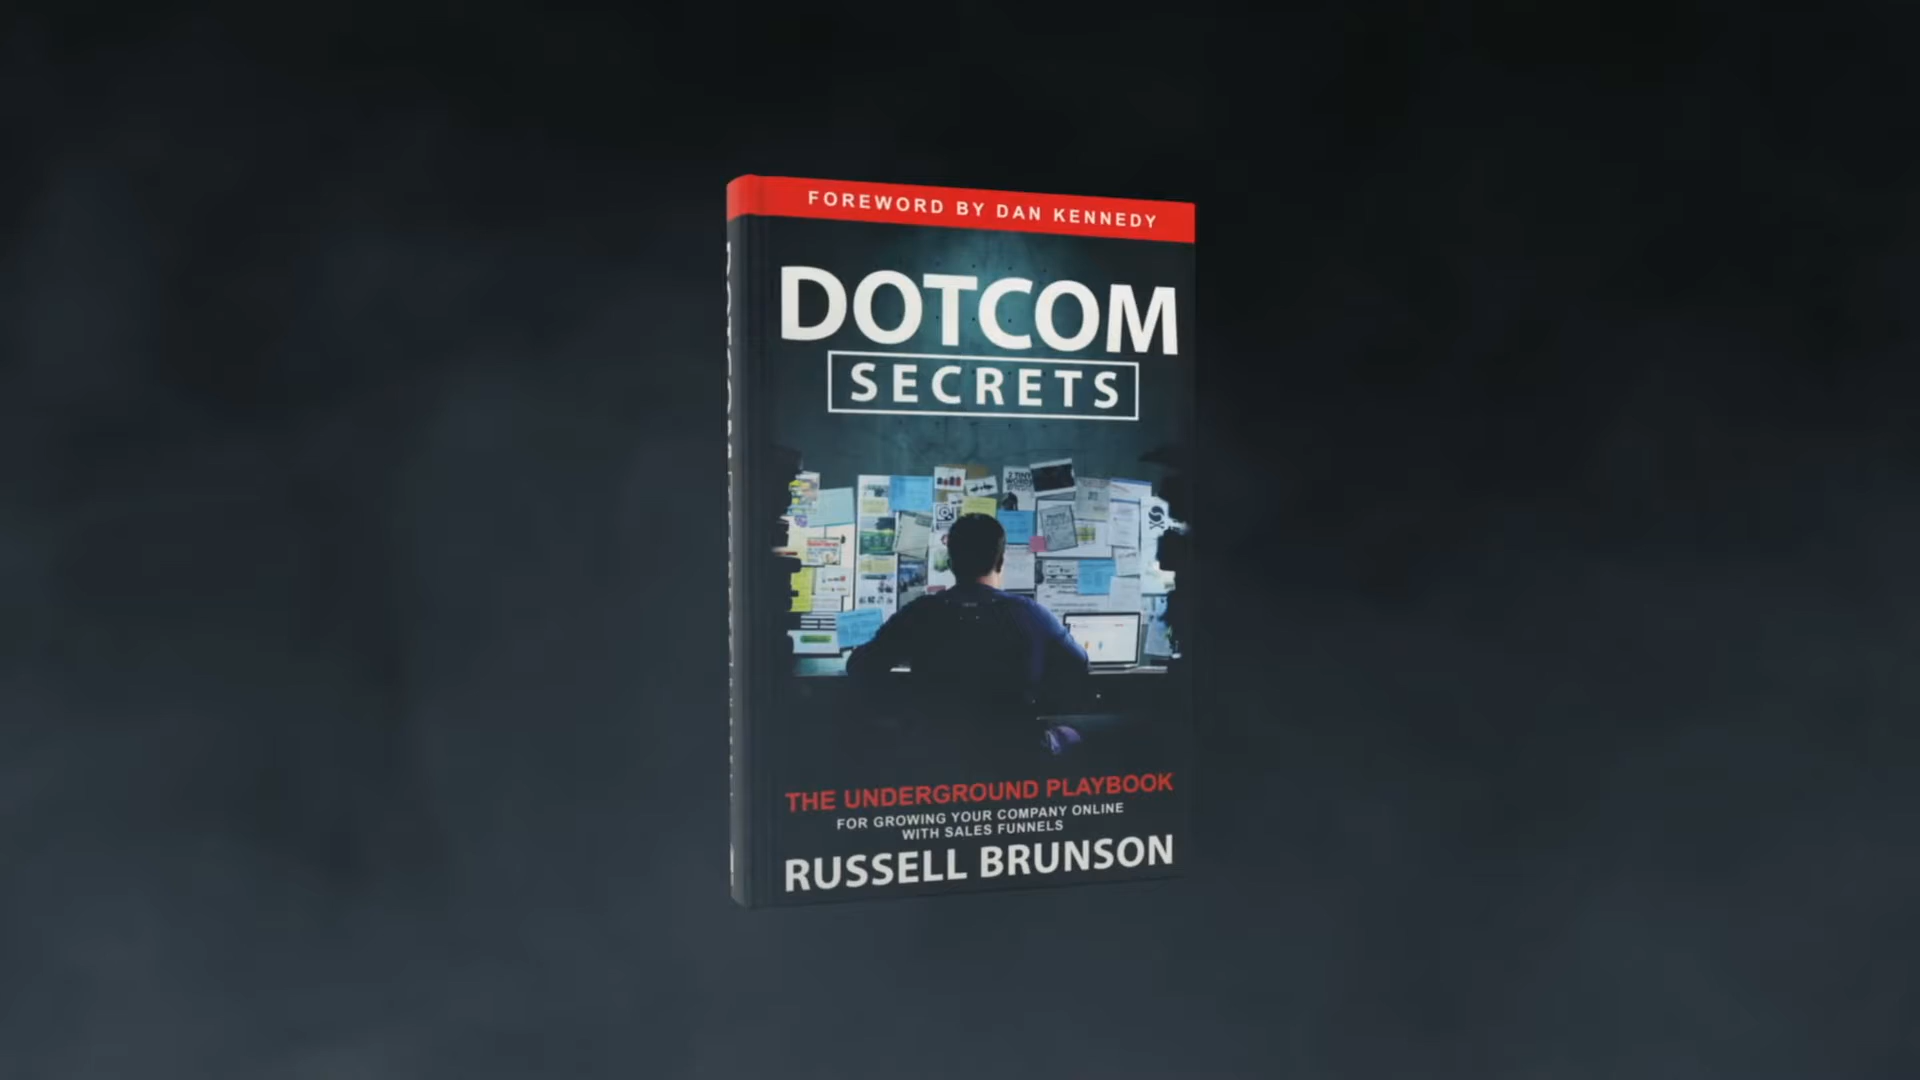 FOREWORD BY DAN KENNEDY
DOTCOM
SECRETS
THE UNDERGROUND PLAYBOOK
FOR GROWING YOUR COMPANY ONLINE
WITH SALES FUNNELS
RUSSELL BRUNSON